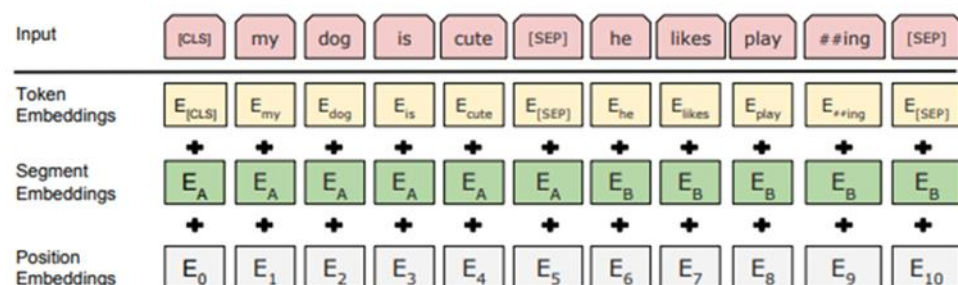 Input [CLS] my dog is cute [SEP] he likes play ##ing [SEP]
Token
Embeddings E[CLS] Emy Edog Eis Ecute E[SEP] Ehe Elikes Eplay E##ing E[SEP]
+ + + + + + + + + + +
Segment
Embeddings EA EA EA EA EA EA EB EB EB EB EB
+ + + + + + + + + + +
Position
Embeddings E0 E1 E2 E3 E4 E5 E6 E7 E8 E9 E10